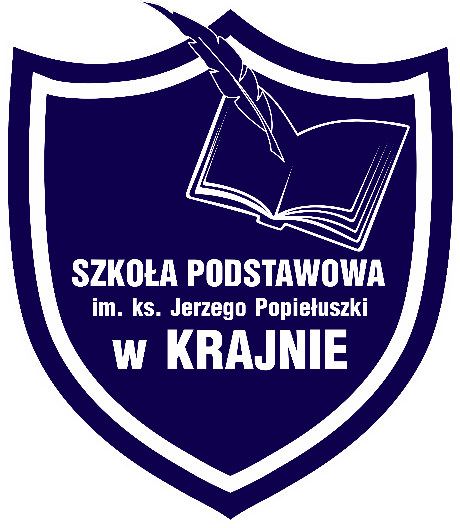 SZKOŁA PODSTAWOWA
im. ks. Jerzego Popiełuszki
w KRAJNIE